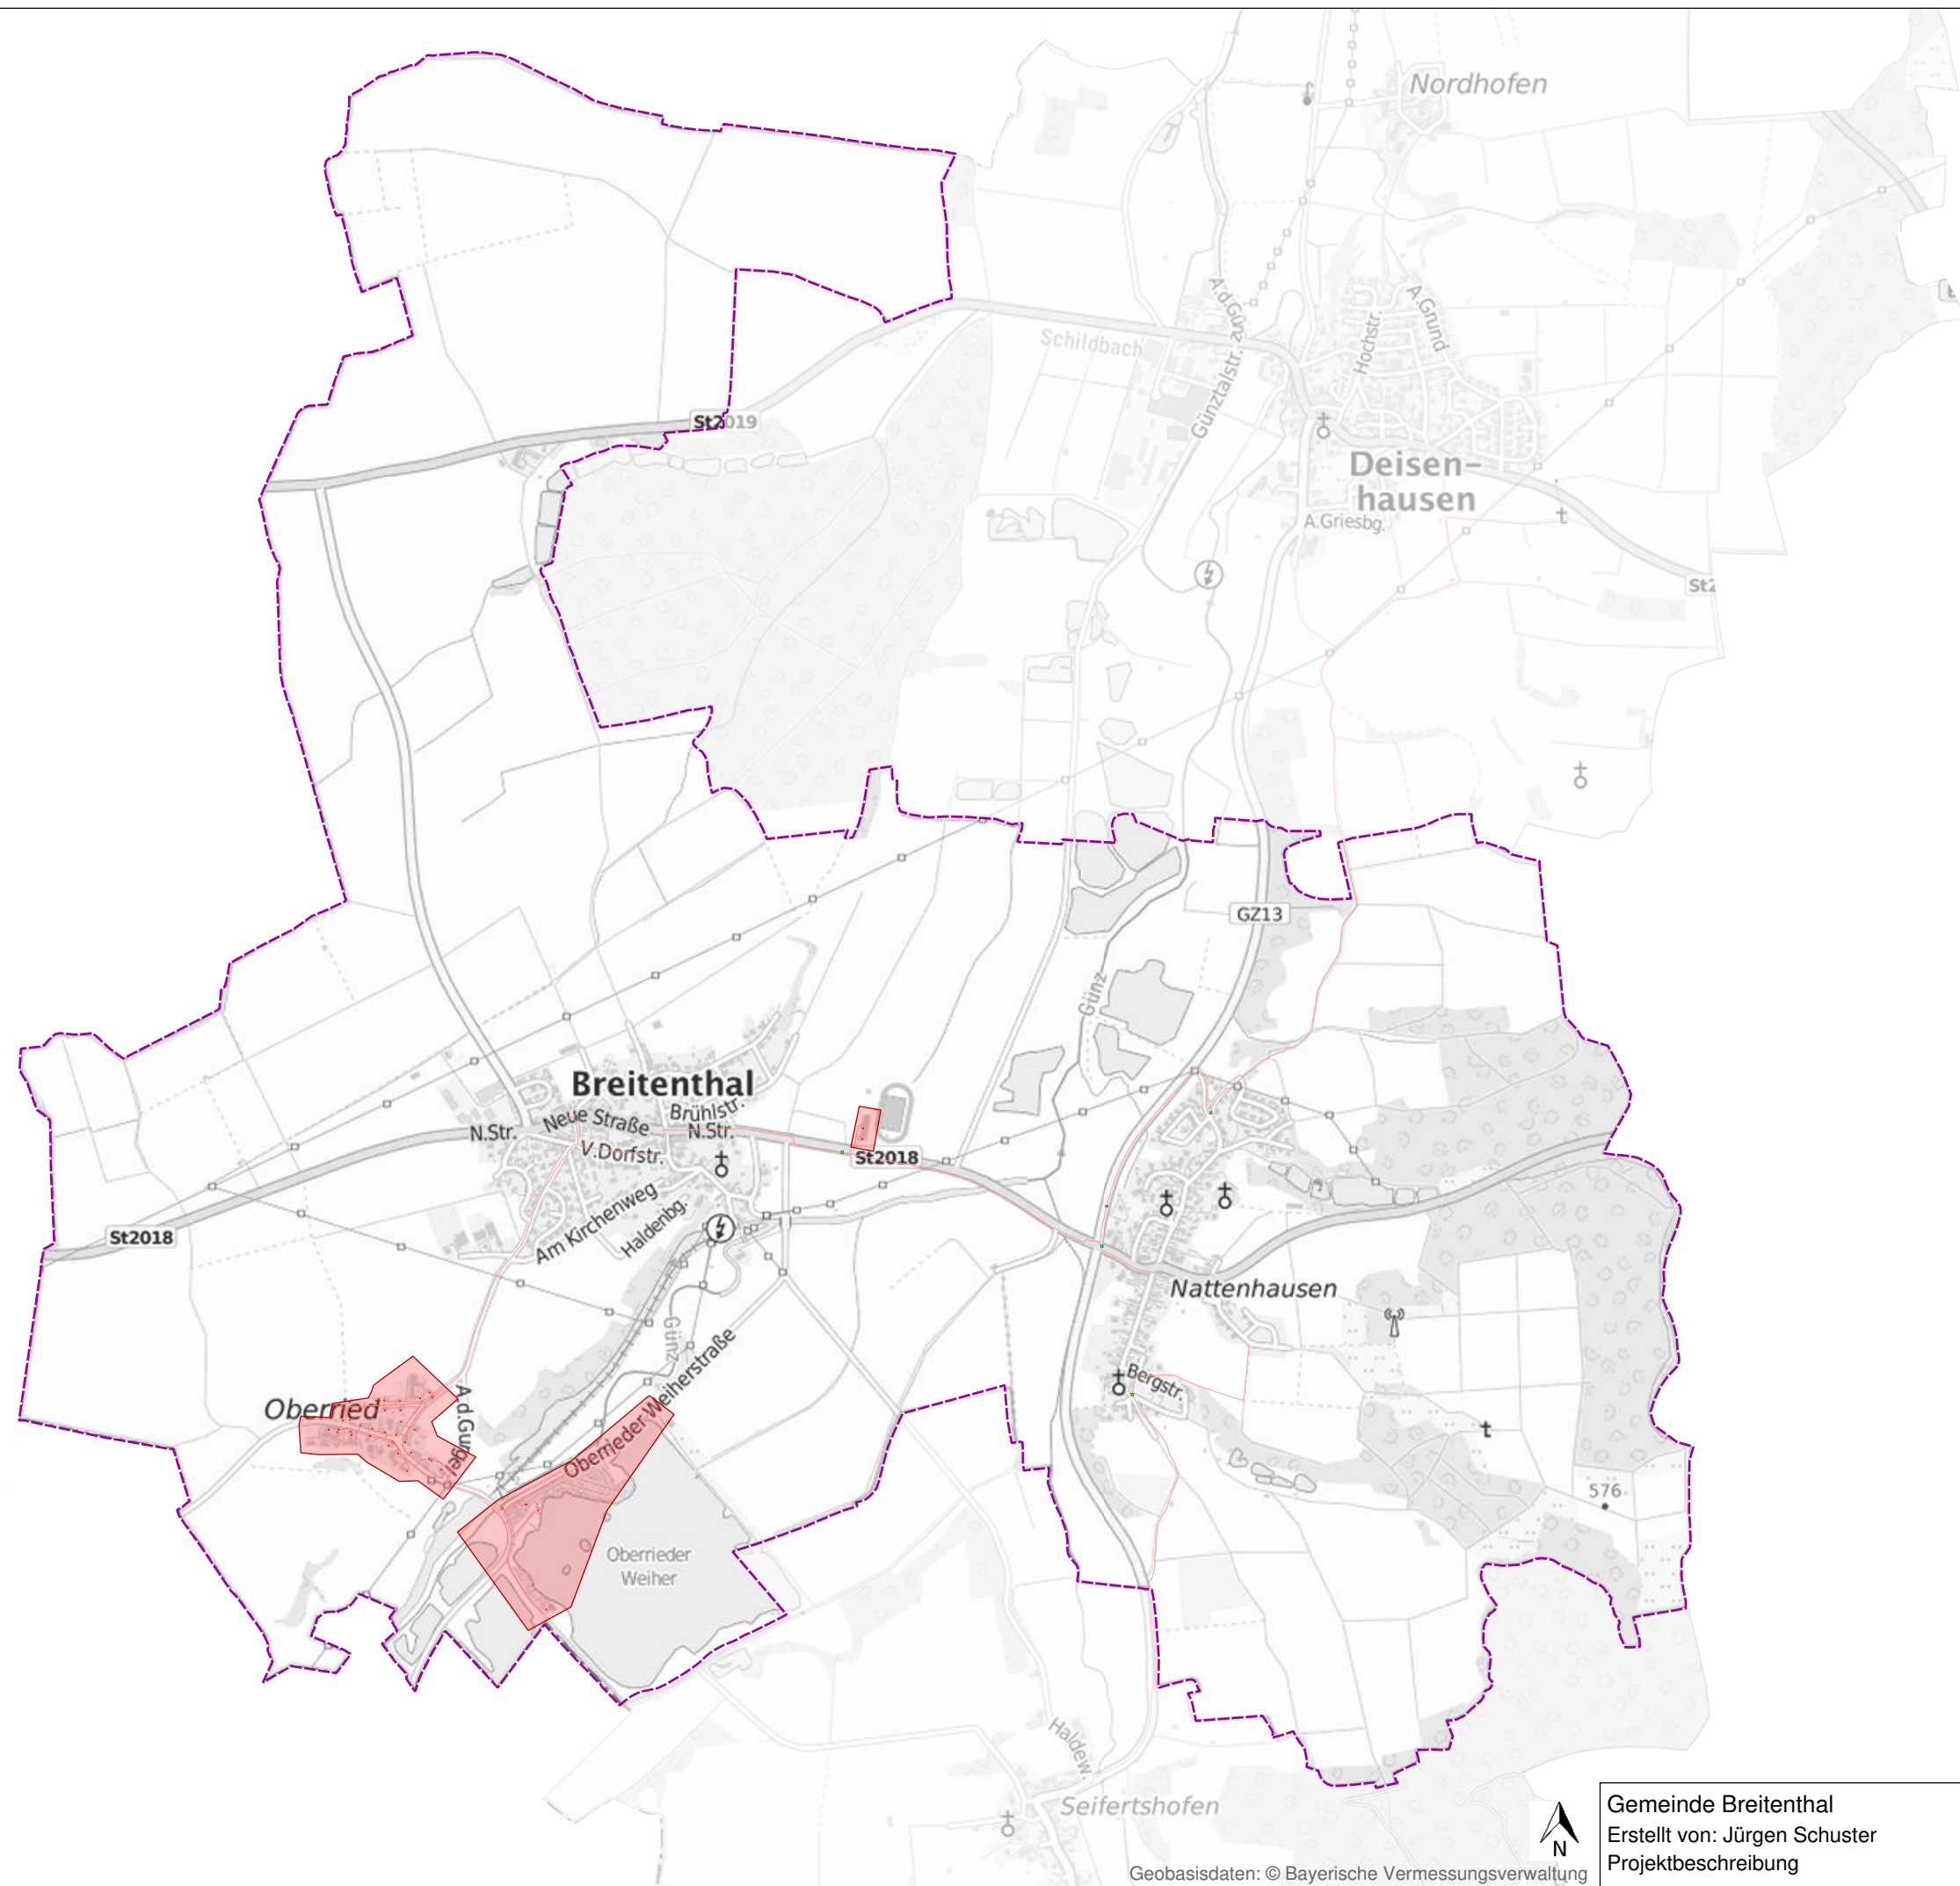 Nordhofen
A.d.Günz
Hochstr.
A.Grund
Schildbach
Günztalstr.
St2019
Deisen-
hausen
A.Griesbg.
St2
GZ13
Günz
Breitenthal
Brühlstr.
Neue Straße
N.Str.
N.Str.
V.Dorfstr.
St2018
Am Kirchenweg
Haldenbg.
St2018
Nattenhausen
Günz
Oberrieder Weiherstraße
Bergstr.
Oberried
A.d.Gurgel
576
Oberrieder
Weiher
Haldew.
Seifertshofen
N
Gemeinde Breitenthal
Erstellt von: Jürgen Schuster
Projektbeschreibung
Geobasisdaten: © Bayerische Vermessungsverwaltung